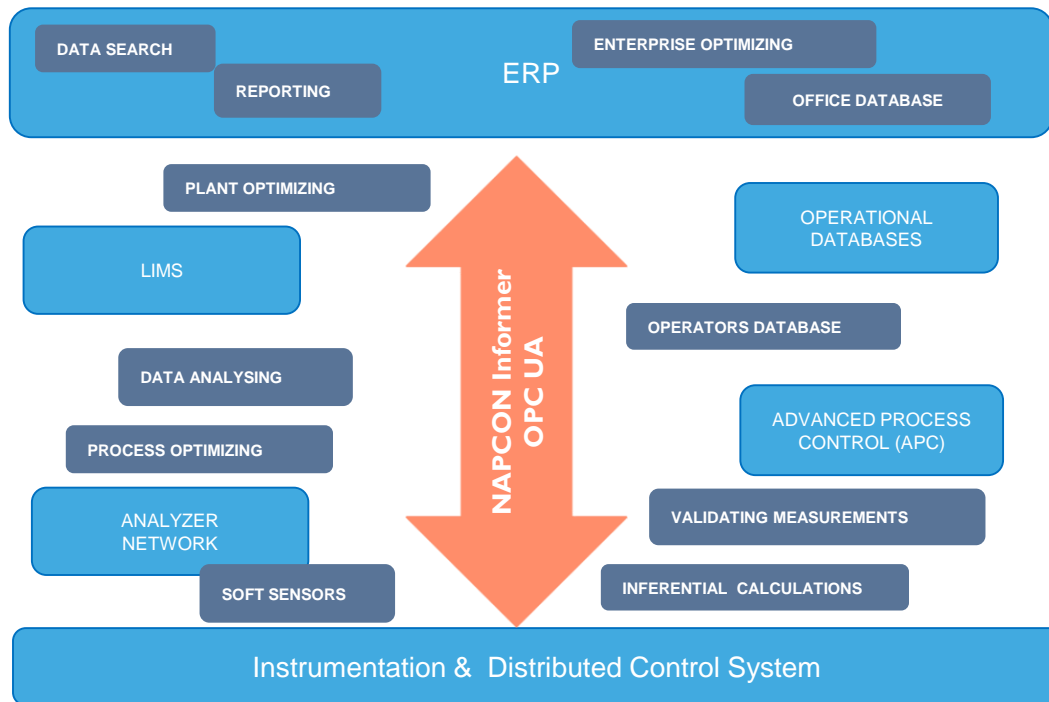 DATA SEARCH
ENTERPRISE OPTIMIZING
ERP
REPORTING
OFFICE DATABASE
PLANT OPTIMIZING
OPERATIONAL
DATABASES
LIMS
OPERATORS DATABASE
NAPCON Informer
OPC UA
DATA ANALYSING
ADVANCED PROCESS
CONTROL (APC)
PROCESS OPTIMIZING
ANALYZER
NETWORK
VALIDATING MEASUREMENTS
SOFT SENSORS
INFERENTIAL  CALCULATIONS
Instrumentation &  Distributed Control System